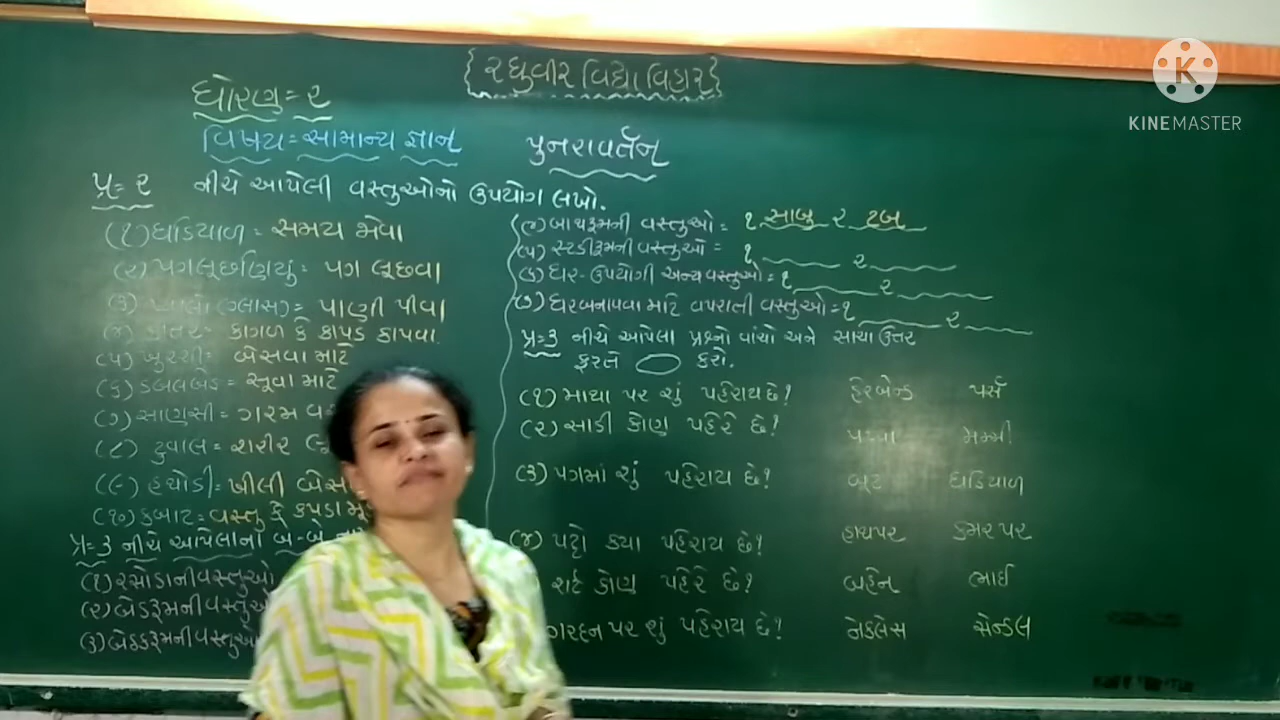 {રઘુવીર વિદ્યા વિહાર}
ધોરણ = ૨
વિષય = સામાન્ય જ્ઞાન
પુનરાવર્તન
પ્ર = ૨ નીચે આપેલી વસ્તુઓનો ઉપયોગ લખો.
(૧) ઘડિયાળ = સમય જોવા
(૨) પગલૂછણિયું = પગ લૂછવા
(૩) (ગ્લાસ) = પાણી પીવા
(૪) કાતર = કાગળ કે કાપડ કાપવા.
(૫) ખુરશી = બેસવા માટે
(૬) ડબલબેડ = સૂવા માટે
(૭) સાણસી = ગરમ
(૮) ટુવાલ = શરીર
(૯) હથોડી = ખીલી
(૧૦) કબાટ = વસ્તુ કે કપડા
પ્ર = ૩ નીચે આપેલાના બે-બે
(૧) રસોડાની વસ્તુઓ
(૨) બેડરૂમની વસ્તુઓ
(૩) બેઠકરૂમની વસ્તુઓ
(૪) બાથરૂમની વસ્તુઓ = ૧ સાબુ ૨ ટબ
(૫) સ્ટડીરૂમની વસ્તુઓ = ૧ ૨
(૬) ઘર-ઉપયોગી અન્ય વસ્તુઓ = ૧ ૨
(૭) ઘર બનાવવા માટે વપરાતી વસ્તુઓ = ૧ ૨
પ્ર = ૩ નીચે આપેલા પ્રશ્નો વાંચો અને સાચા ઉત્તર
ફરતે કરો.
(૧) માથા પર શું પહેરાય છે? હેરબેન્ડ પર્સ
(૨) સાડી કોણ પહેરે છે? પપ્પા મમ્મી
(૩) પગમાં શું પહેરાય છે? બૂટ ઘડિયાળ
(૪) પટ્ટો ક્યા પહેરાય છે? હાથપર કમરપર
શર્ટ કોણ પહેરે છે? બહેન ભાઈ
ગરદન પર શું પહેરાય છે? નેકલેસ સેન્ડલ
KINEMASTER